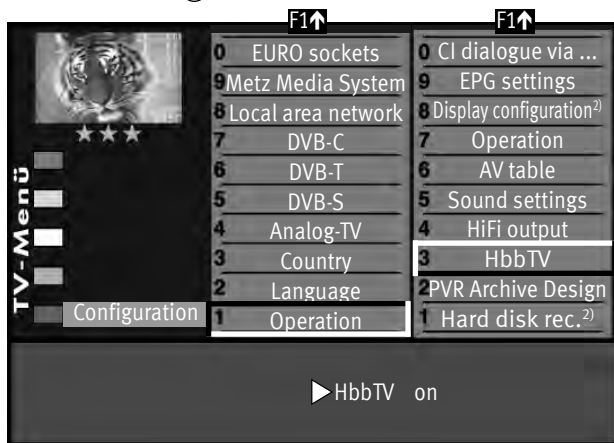 F1↑ F1↑
0 EURO sockets 0 CI dialogue via ...
9 Metz Media System 9 EPG settings
8 Local area network 8 Display configuration2)
7 DVB-C 7 Operation
6 DVB-T 6 AV table
5 DVB-S 5 Sound settings
4 Analog-TV 4 HiFi output
3 Country 3 HbbTV
2 Language 2 PVR Archive Design
Configuration 1 Operation 1 Hard disk rec.2)
TV-Menü
▷HbbTV on